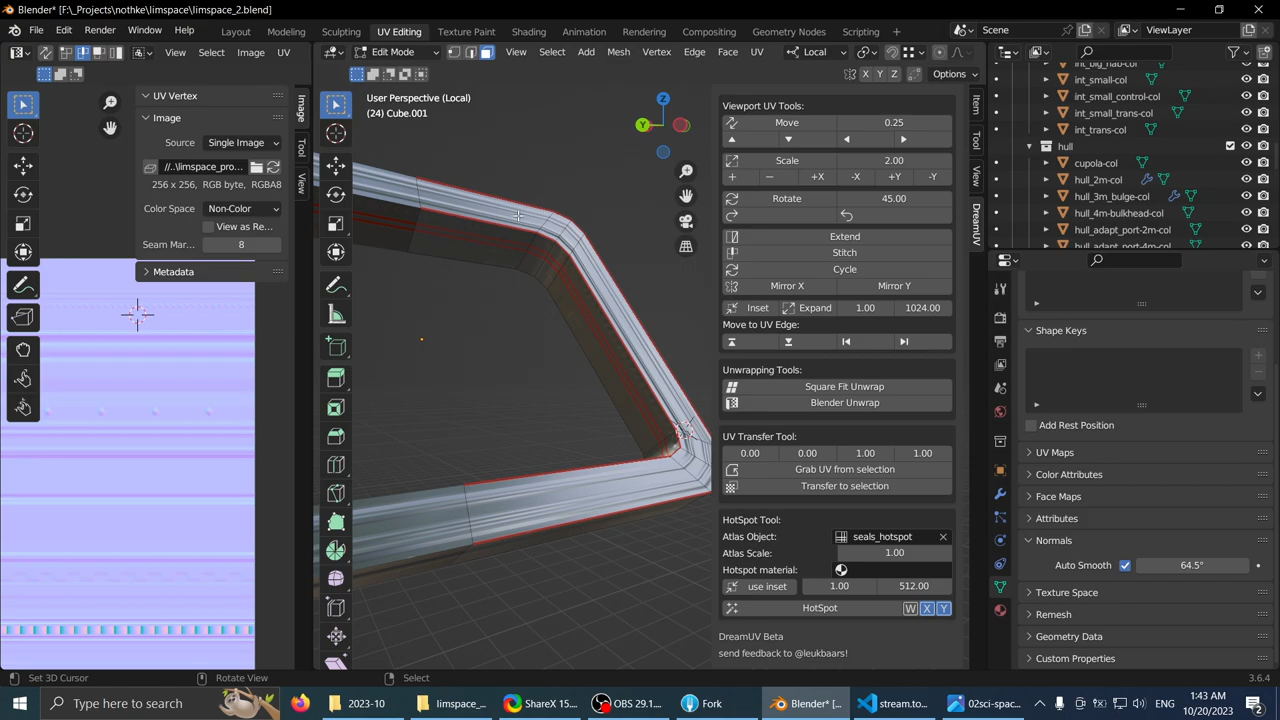 Blender* [F:\_Projects\nothke\limspace\limspace_2.blend]
File Edit Render Window Help Layout Modeling Sculpting UV Editing Texture Paint Shading Animation Rendering Compositing Geometry Nodes Scripting Scene ViewLayer
View Select Image UV Edit Mode View Select Add Mesh Vertex Edge Face UV Local
X Y Z Options
UV Vertex
Image
Source Single Image
//..\limspace_pro...
256 x 256, RGB byte, RGBA8
Color Space Non-Color
View as Re...
Seam Mar... 8
Metadata
Image
Tool
View
User Perspective (Local)
(24) Cube.001
Z
Y
Viewport UV Tools:
Move 0.25
Scale 2.00
+ − +X -X +Y -Y
Rotate 45.00
Extend
Stitch
Cycle
Mirror X Mirror Y
Inset Expand 1.00 1024.00
Move to UV Edge:
Unwrapping Tools:
Square Fit Unwrap
Blender Unwrap
UV Transfer Tool:
0.00 0.00 1.00 1.00
Grab UV from selection
Transfer to selection
HotSpot Tool:
Atlas Object: seals_hotspot
Atlas Scale: 1.00
Hotspot material:
use inset 1.00 512.00
HotSpot W X Y
DreamUV Beta
send feedback to @leukbaars!
Item
Tool
View
DreamUV
int_big_hab-col
int_small-col
int_small_control-col
int_small_trans-col
int_trans-col
hull
cupola-col
hull_2m-col
hull_3m_bulge-col
hull_4m-bulkhead-col
hull_adapt_port-2m-col
hull_adapt_port-4m-col
Shape Keys
Add Rest Position
UV Maps
Color Attributes
Face Maps
Attributes
Normals
Auto Smooth 64.5°
Texture Space
Remesh
Geometry Data
Custom Properties
Set 3D Cursor Rotate View Select 3.6.4
Type here to search 2023-10 limspace_... ShareX 15.... OBS 29.1.... Fork Blender* [... stream.to... 02sci-spac... 1:43 AM
10/20/2023 2